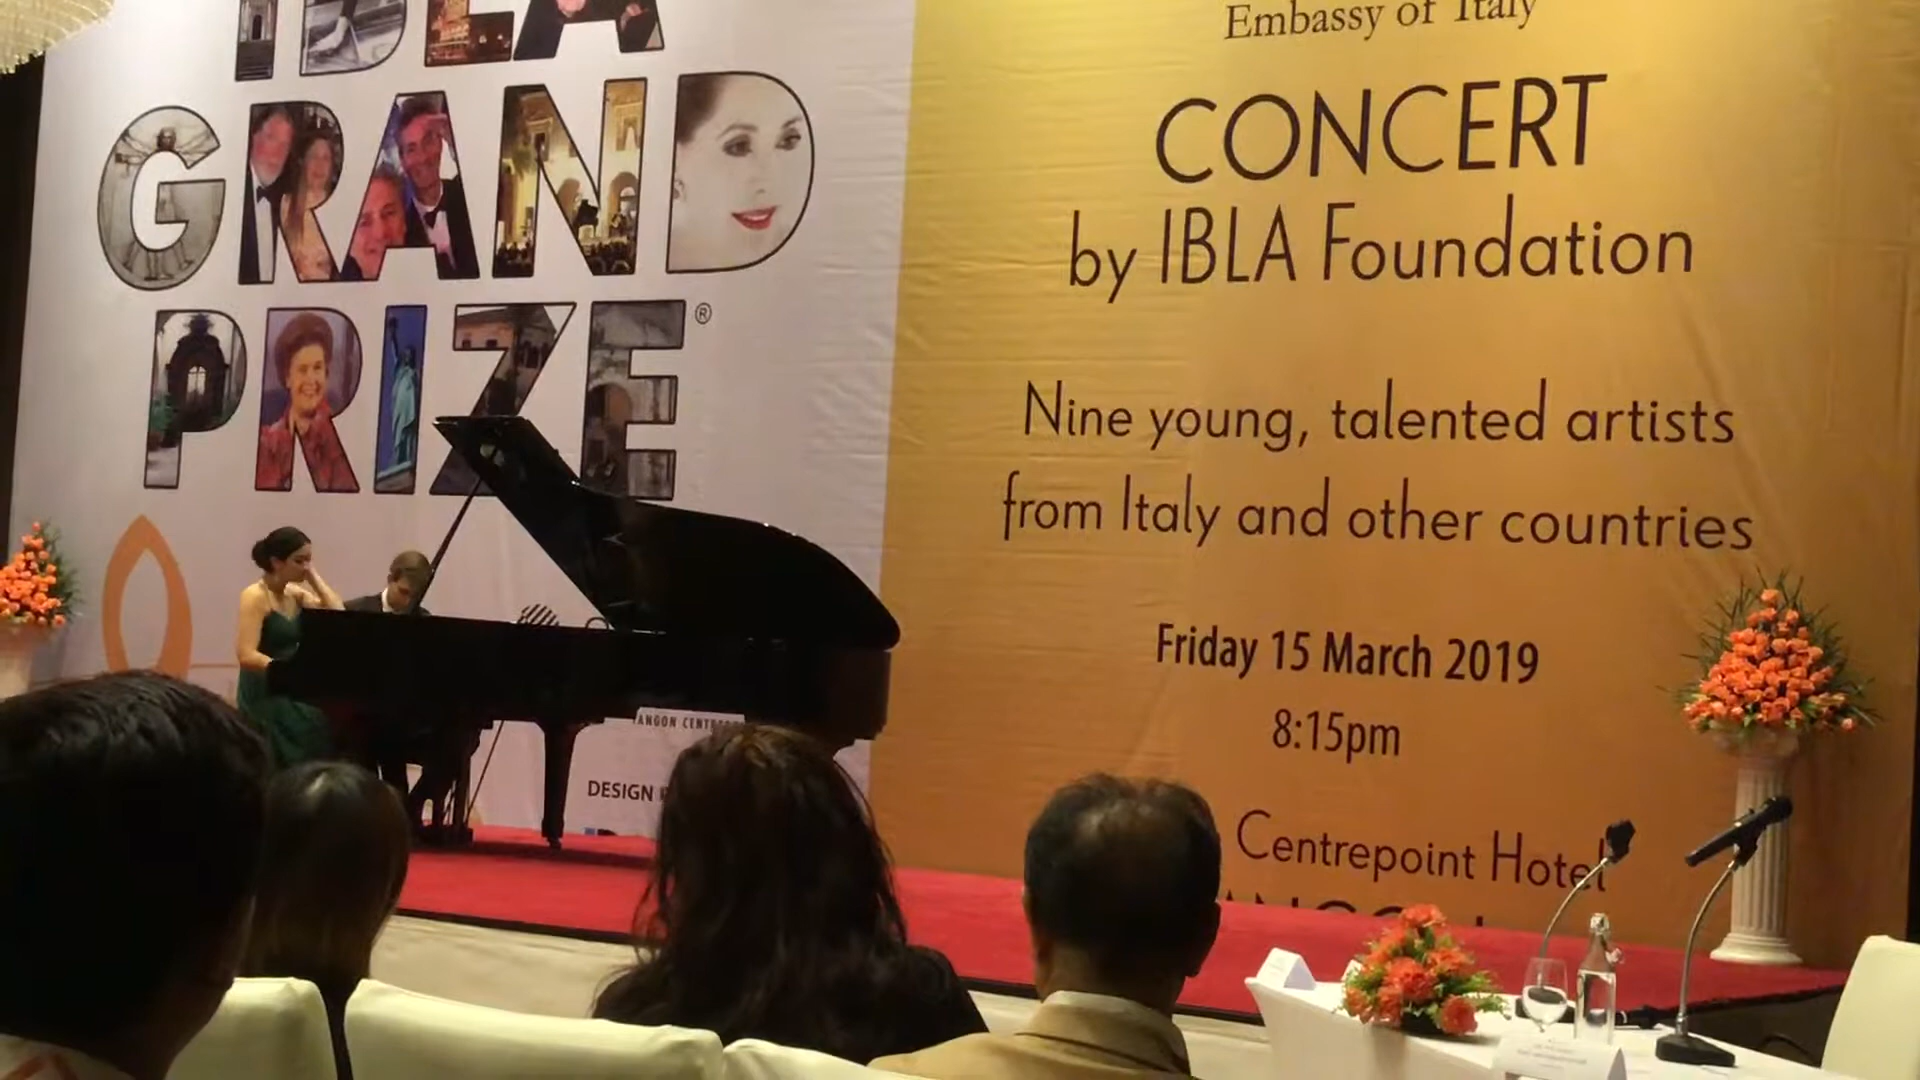 IBLA
GRAND
PRIZE®
DESIGN
Embassy of Italy
CONCERT
by IBLA Foundation
Nine young, talented artists
from Italy and other countries
Friday 15 March 2019
8:15pm
Centrepoint Hotel